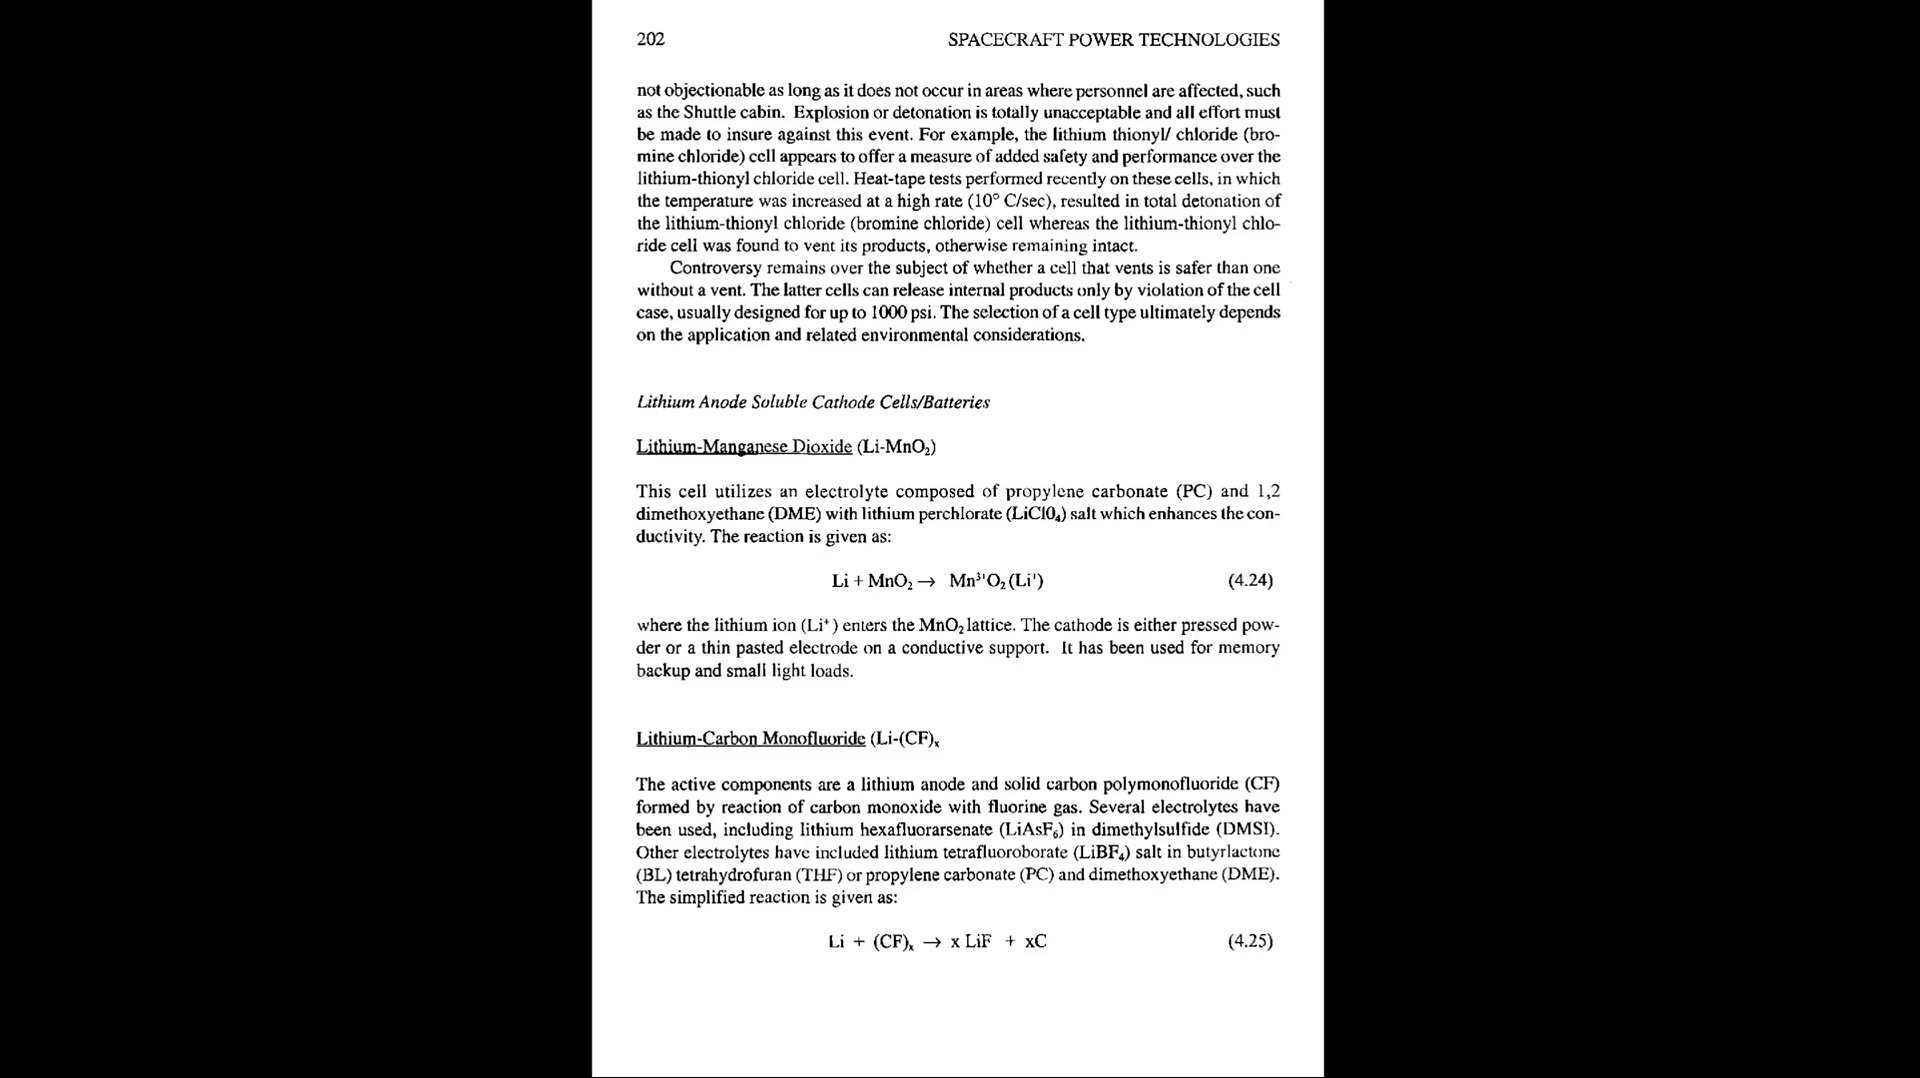 202 SPACECRAFT POWER TECHNOLOGIES
not objectionable as long as it does not occur in areas where personnel are affected, such
as the Shuttle cabin. Explosion or detonation is totally unacceptable and all effort must
be made to insure against this event. For example, the lithium thionyl/ chloride (bro-
mine chloride) cell appears to offer a measure of added safety and performance over the
lithium-thionyl chloride cell. Heat-tape tests performed recently on these cells, in which
the temperature was increased at a high rate (10° C/sec), resulted in total detonation of
the lithium-thionyl chloride (bromine chloride) cell whereas the lithium-thionyl chlo-
ride cell was found to vent its products, otherwise remaining intact.
Controversy remains over the subject of whether a cell that vents is safer than one
without a vent. The latter cells can release internal products only by violation of the cell
case, usually designed for up to 1000 psi. The selection of a cell type ultimately depends
on the application and related environmental considerations.
Lithium Anode Soluble Cathode Cells/Batteries
Lithium-Manganese Dioxide (Li-MnO₂)
This cell utilizes an electrolyte composed of propylene carbonate (PC) and 1,2
dimethoxyethane (DME) with lithium perchlorate (LiCl0₄) salt which enhances the con-
ductivity. The reaction is given as:
Li + MnO₂ → Mn³'O₂ (Li') (4.24)
where the lithium ion (Li⁺) enters the MnO₂ lattice. The cathode is either pressed pow-
der or a thin pasted electrode on a conductive support. It has been used for memory
backup and small light loads.
Lithium-Carbon Monofluoride (Li-(CF)ₓ
The active components are a lithium anode and solid carbon polymonofluoride (CF)
formed by reaction of carbon monoxide with fluorine gas. Several electrolytes have
been used, including lithium hexafluorarsenate (LiAsF₆) in dimethylsulfide (DMSI).
Other electrolytes have included lithium tetrafluoroborate (LiBF₄) salt in butyrlactone
(BL) tetrahydrofuran (THF) or propylene carbonate (PC) and dimethoxyethane (DME).
The simplified reaction is given as:
Li + (CF)ₓ → x LiF + xC (4.25)